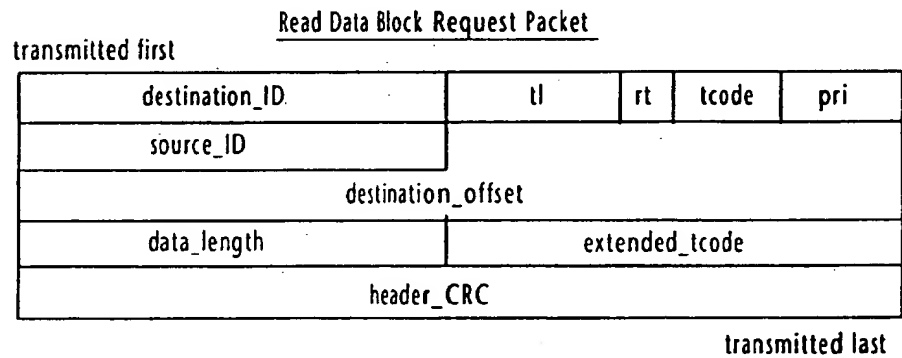 Read Data Block Request Packet
transmitted first
destination_ID tl rt tcode pri
source_ID
destination_offset
data_length extended_tcode
header_CRC
transmitted last